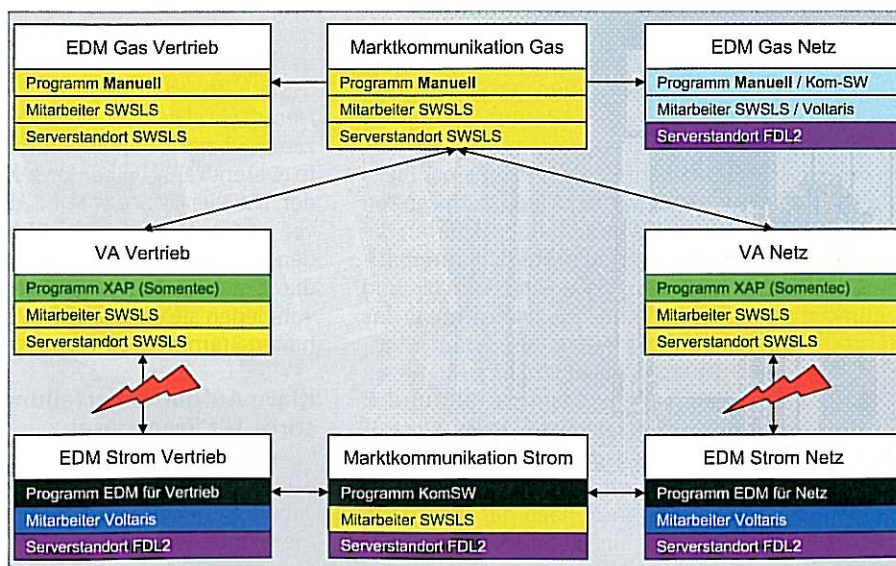 EDM Gas Vertrieb
Programm Manuell
Mitarbeiter SWSLS
Serverstandort SWSLS
Marktkommunikation Gas
Programm Manuell
Mitarbeiter SWSLS
Serverstandort SWSLS
EDM Gas Netz
Programm Manuell / Kom-SW
Mitarbeiter SWSLS / Voltaris
Serverstandort FDL2
VA Vertrieb
Programm XAP (Somentec)
Mitarbeiter SWSLS
Serverstandort SWSLS
VA Netz
Programm XAP (Somentec)
Mitarbeiter SWSLS
Serverstandort SWSLS
EDM Strom Vertrieb
Programm EDM für Vertrieb
Mitarbeiter Voltaris
Serverstandort FDL2
Marktkommunikation Strom
Programm KomSW
Mitarbeiter SWSLS
Serverstandort FDL2
EDM Strom Netz
Programm EDM für Netz
Mitarbeiter Voltaris
Serverstandort FDL2